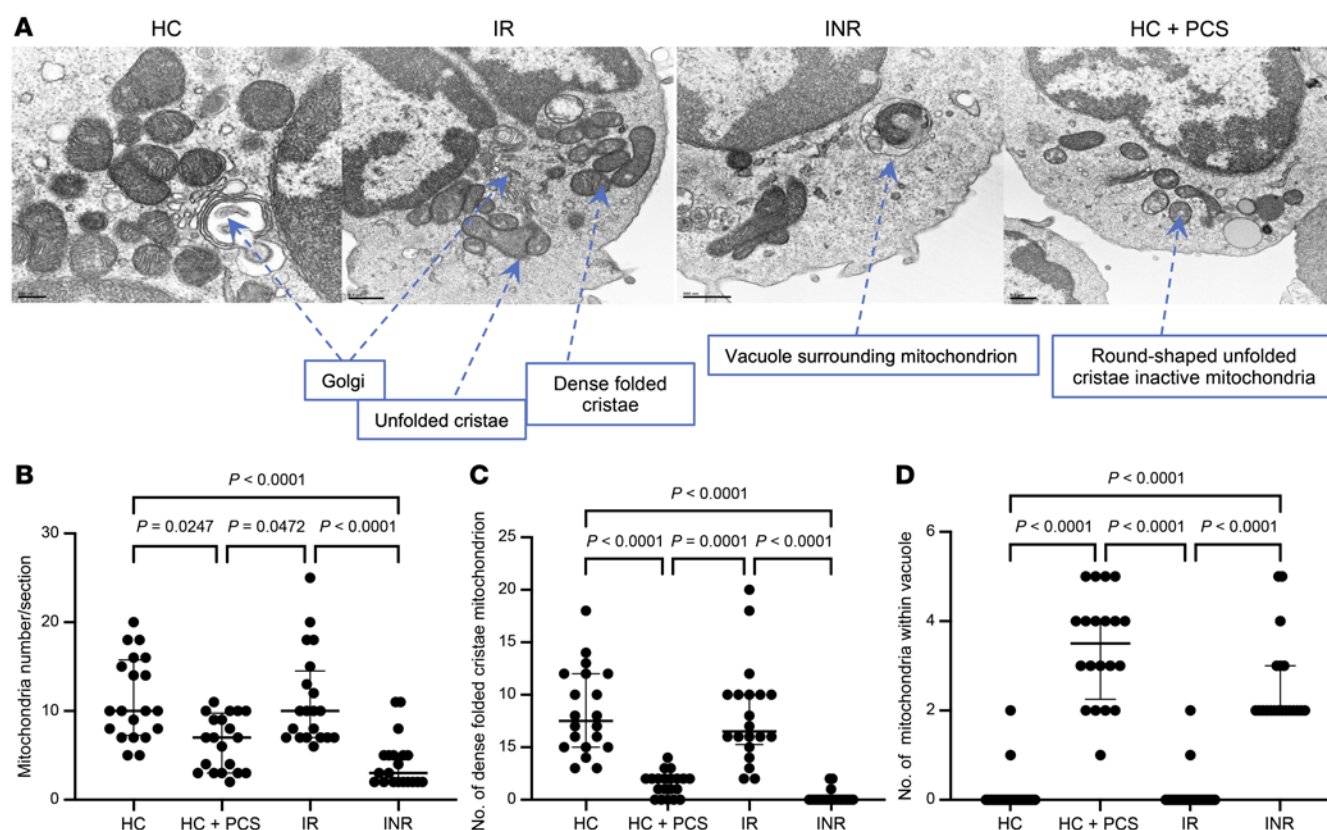 A
HC
IR
INR
HC + PCS
Golgi
Unfolded cristae
Dense folded
cristae
Vacuole surrounding mitochondrion
Round-shaped unfolded
cristae inactive mitochondria
B
P < 0.0001
P = 0.0247
P = 0.0472
P < 0.0001
Mitochondria number/section
30
20
10
0
HC
HC + PCS
IR
INR
C
P < 0.0001
P < 0.0001
P = 0.0001
P < 0.0001
No. of dense folded cristae mitochondrion
25
20
15
10
15
0
HC
HC + PCS
IR
INR
D
P < 0.0001
P < 0.0001
P < 0.0001
P < 0.0001
No. of mitochondria within vacuole
6
4
2
0
HC
HC + PCS
IR
INR